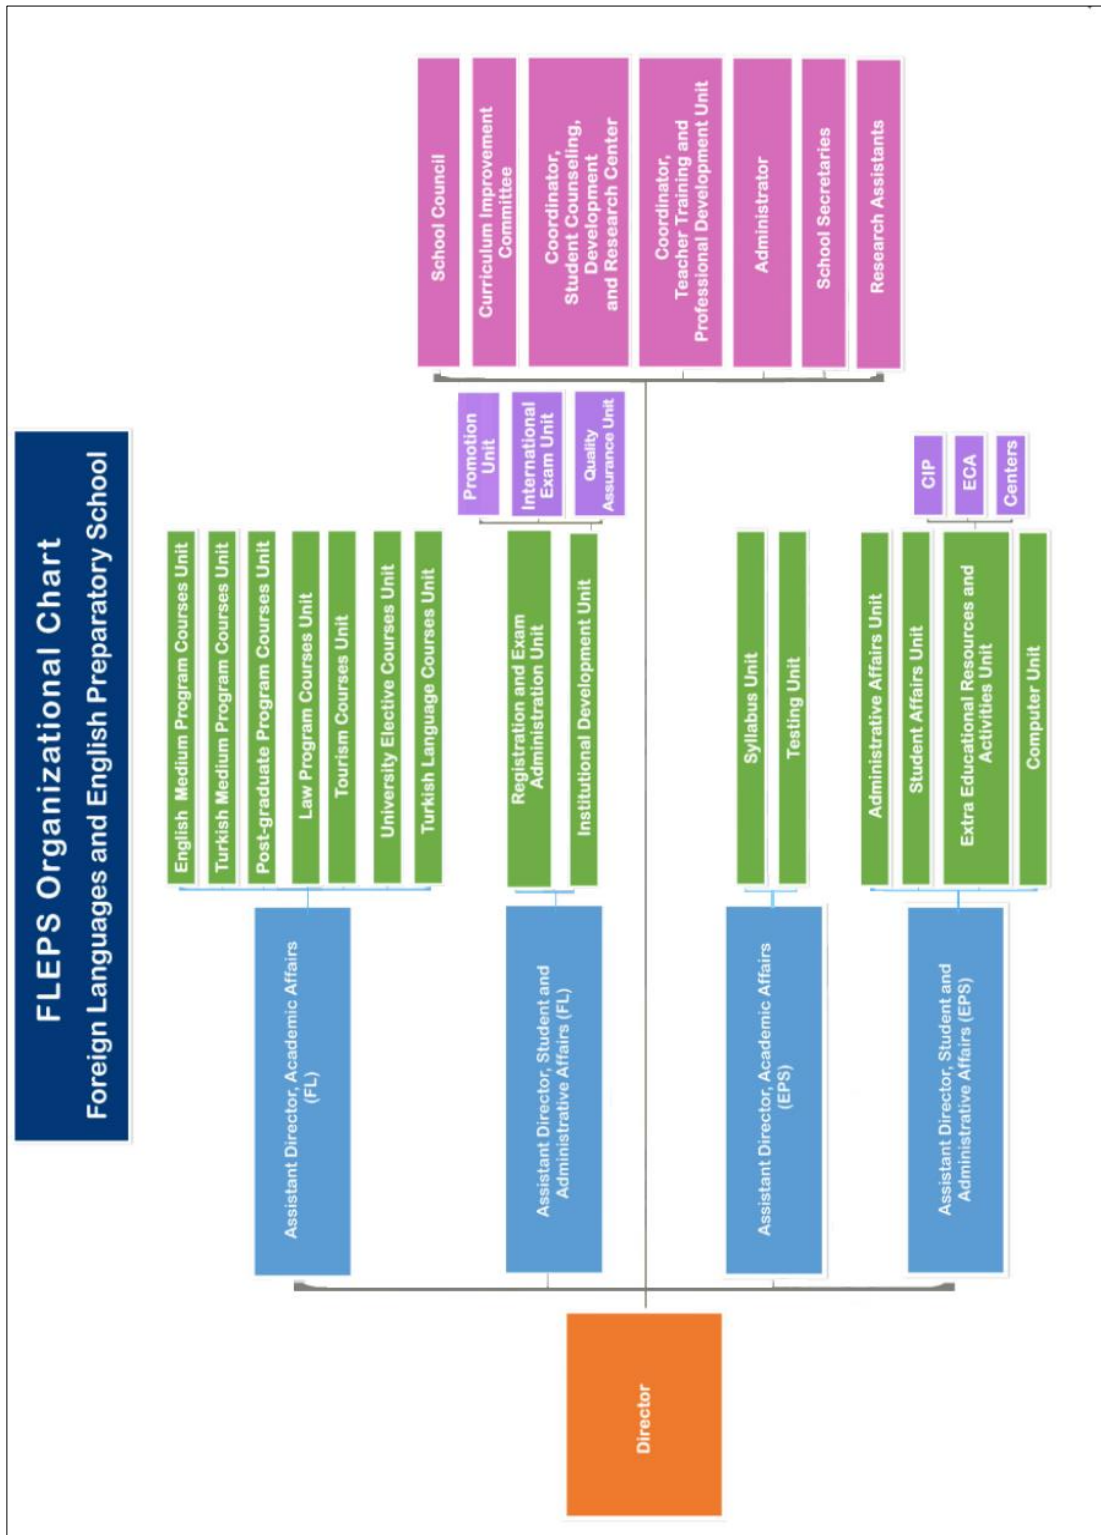 FLEPS Organizational Chart
Foreign Languages and English Preparatory School
Director
Assistant Director, Academic Affairs
(FL)
English Medium Program Courses Unit
Turkish Medium Program Courses Unit
Post-graduate Program Courses Unit
Law Program Courses Unit
Tourism Courses Unit
University Elective Courses Unit
Turkish Language Courses Unit
Assistant Director, Student and
Administrative Affairs (FL)
Registration and Exam
Administration Unit
Institutional Development Unit
Promotion
Unit
International
Exam Unit
Quality
Assurance Unit
Assistant Director, Academic Affairs
(EPS)
Syllabus Unit
Testing Unit
Assistant Director, Student and
Administrative Affairs (EPS)
Administrative Affairs Unit
Student Affairs Unit
Extra Educational Resources and
Activities Unit
Computer Unit
CIP
ECA
Centers
School Council
Curriculum Improvement
Committee
Coordinator,
Student Counseling,
Development
and Research Center
Coordinator,
Teacher Training and
Professional Development Unit
Administrator
School Secretaries
Research Assistants